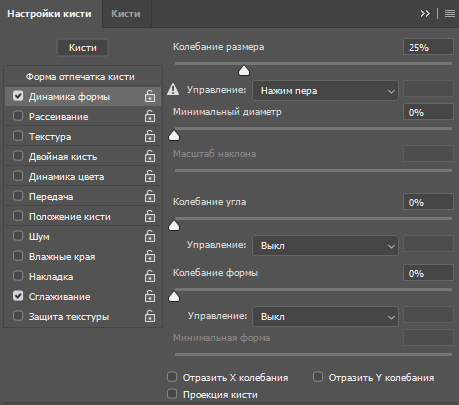 Настройки кисти Кисти
Кисти
Форма отпечатка кисти
Динамика формы
Рассеивание
Текстура
Двойная кисть
Динамика цвета
Передача
Положение кисти
Шум
Влажные края
Накладка
Сглаживание
Защита текстуры
Колебание размера 25%
Управление: Нажим пера
Минимальный диаметр 0%
Масштаб наклона
Колебание угла 0%
Управление: Выкл
Колебание формы 0%
Управление: Выкл
Минимальная форма
Отразить X колебания Отразить Y колебания
Проекция кисти